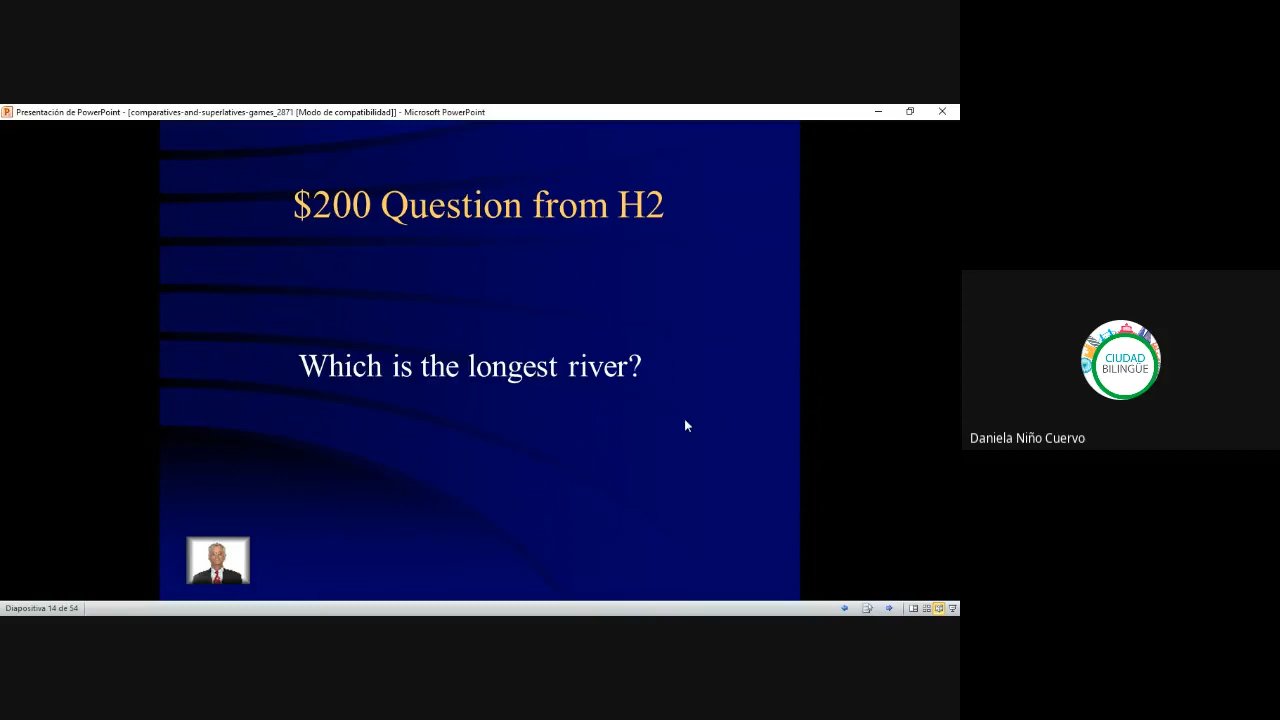 Presentación de PowerPoint - [comparatives-and-superlatives-games_2871 [Modo de compatibilidad]] - Microsoft PowerPoint
$200 Question from H2
Which is the longest river?
CIUDAD
BILINGÜE
Daniela Niño Cuervo
Diapositiva 14 de 54